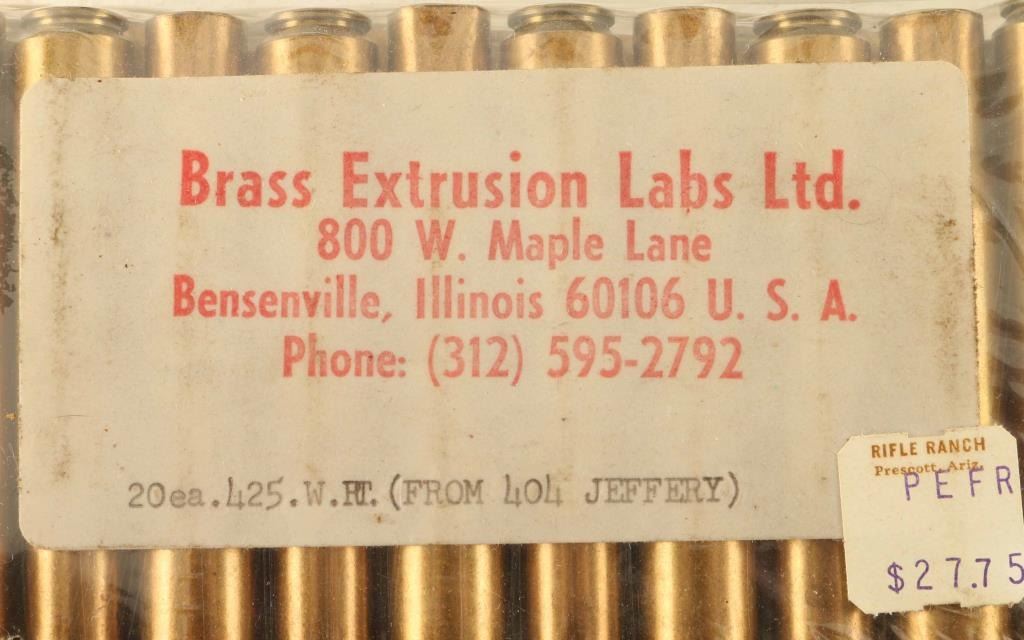 Brass Extrusion Labs Ltd.
800 W. Maple Lane
Bensenville, Illinois 60106 U. S. A.
Phone: (312) 595-2792
20ea.425.W.RT.(FROM 404 JEFFERY)
RIFLE RANCH
Prescott, Ariz.
PEFR
$27.75